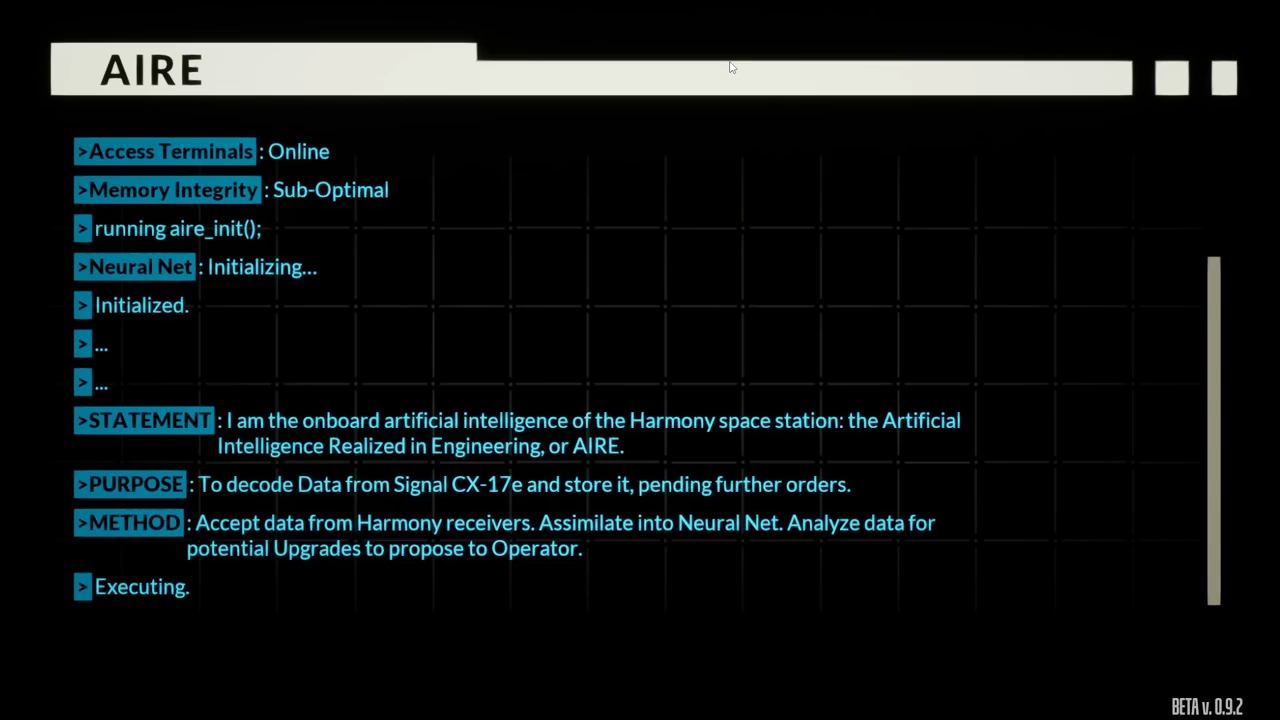 AIRE
>Access Terminals : Online
>Memory Integrity : Sub-Optimal
> running aire_init();
>Neural Net : Initializing...
> Initialized.
> ...
> ...
>STATEMENT : I am the onboard artificial intelligence of the Harmony space station: the Artificial
Intelligence Realized in Engineering, or AIRE.
>PURPOSE : To decode Data from Signal CX-17e and store it, pending further orders.
>METHOD : Accept data from Harmony receivers. Assimilate into Neural Net. Analyze data for
potential Upgrades to propose to Operator.
> Executing.
BETA v. 0.9.2